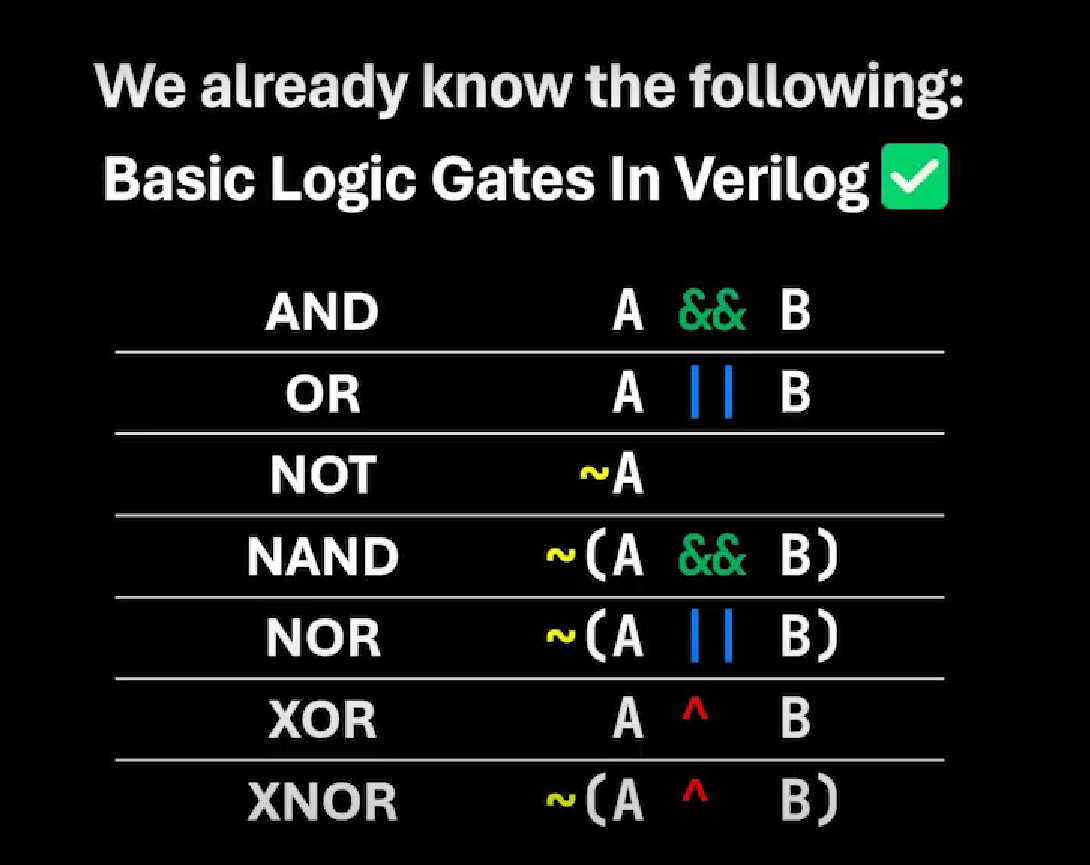 We already know the following:
Basic Logic Gates In Verilog ✅
AND A && B
OR A || B
NOT ~A
NAND ~(A && B)
NOR ~(A || B)
XOR A ^ B
XNOR ~(A ^ B)